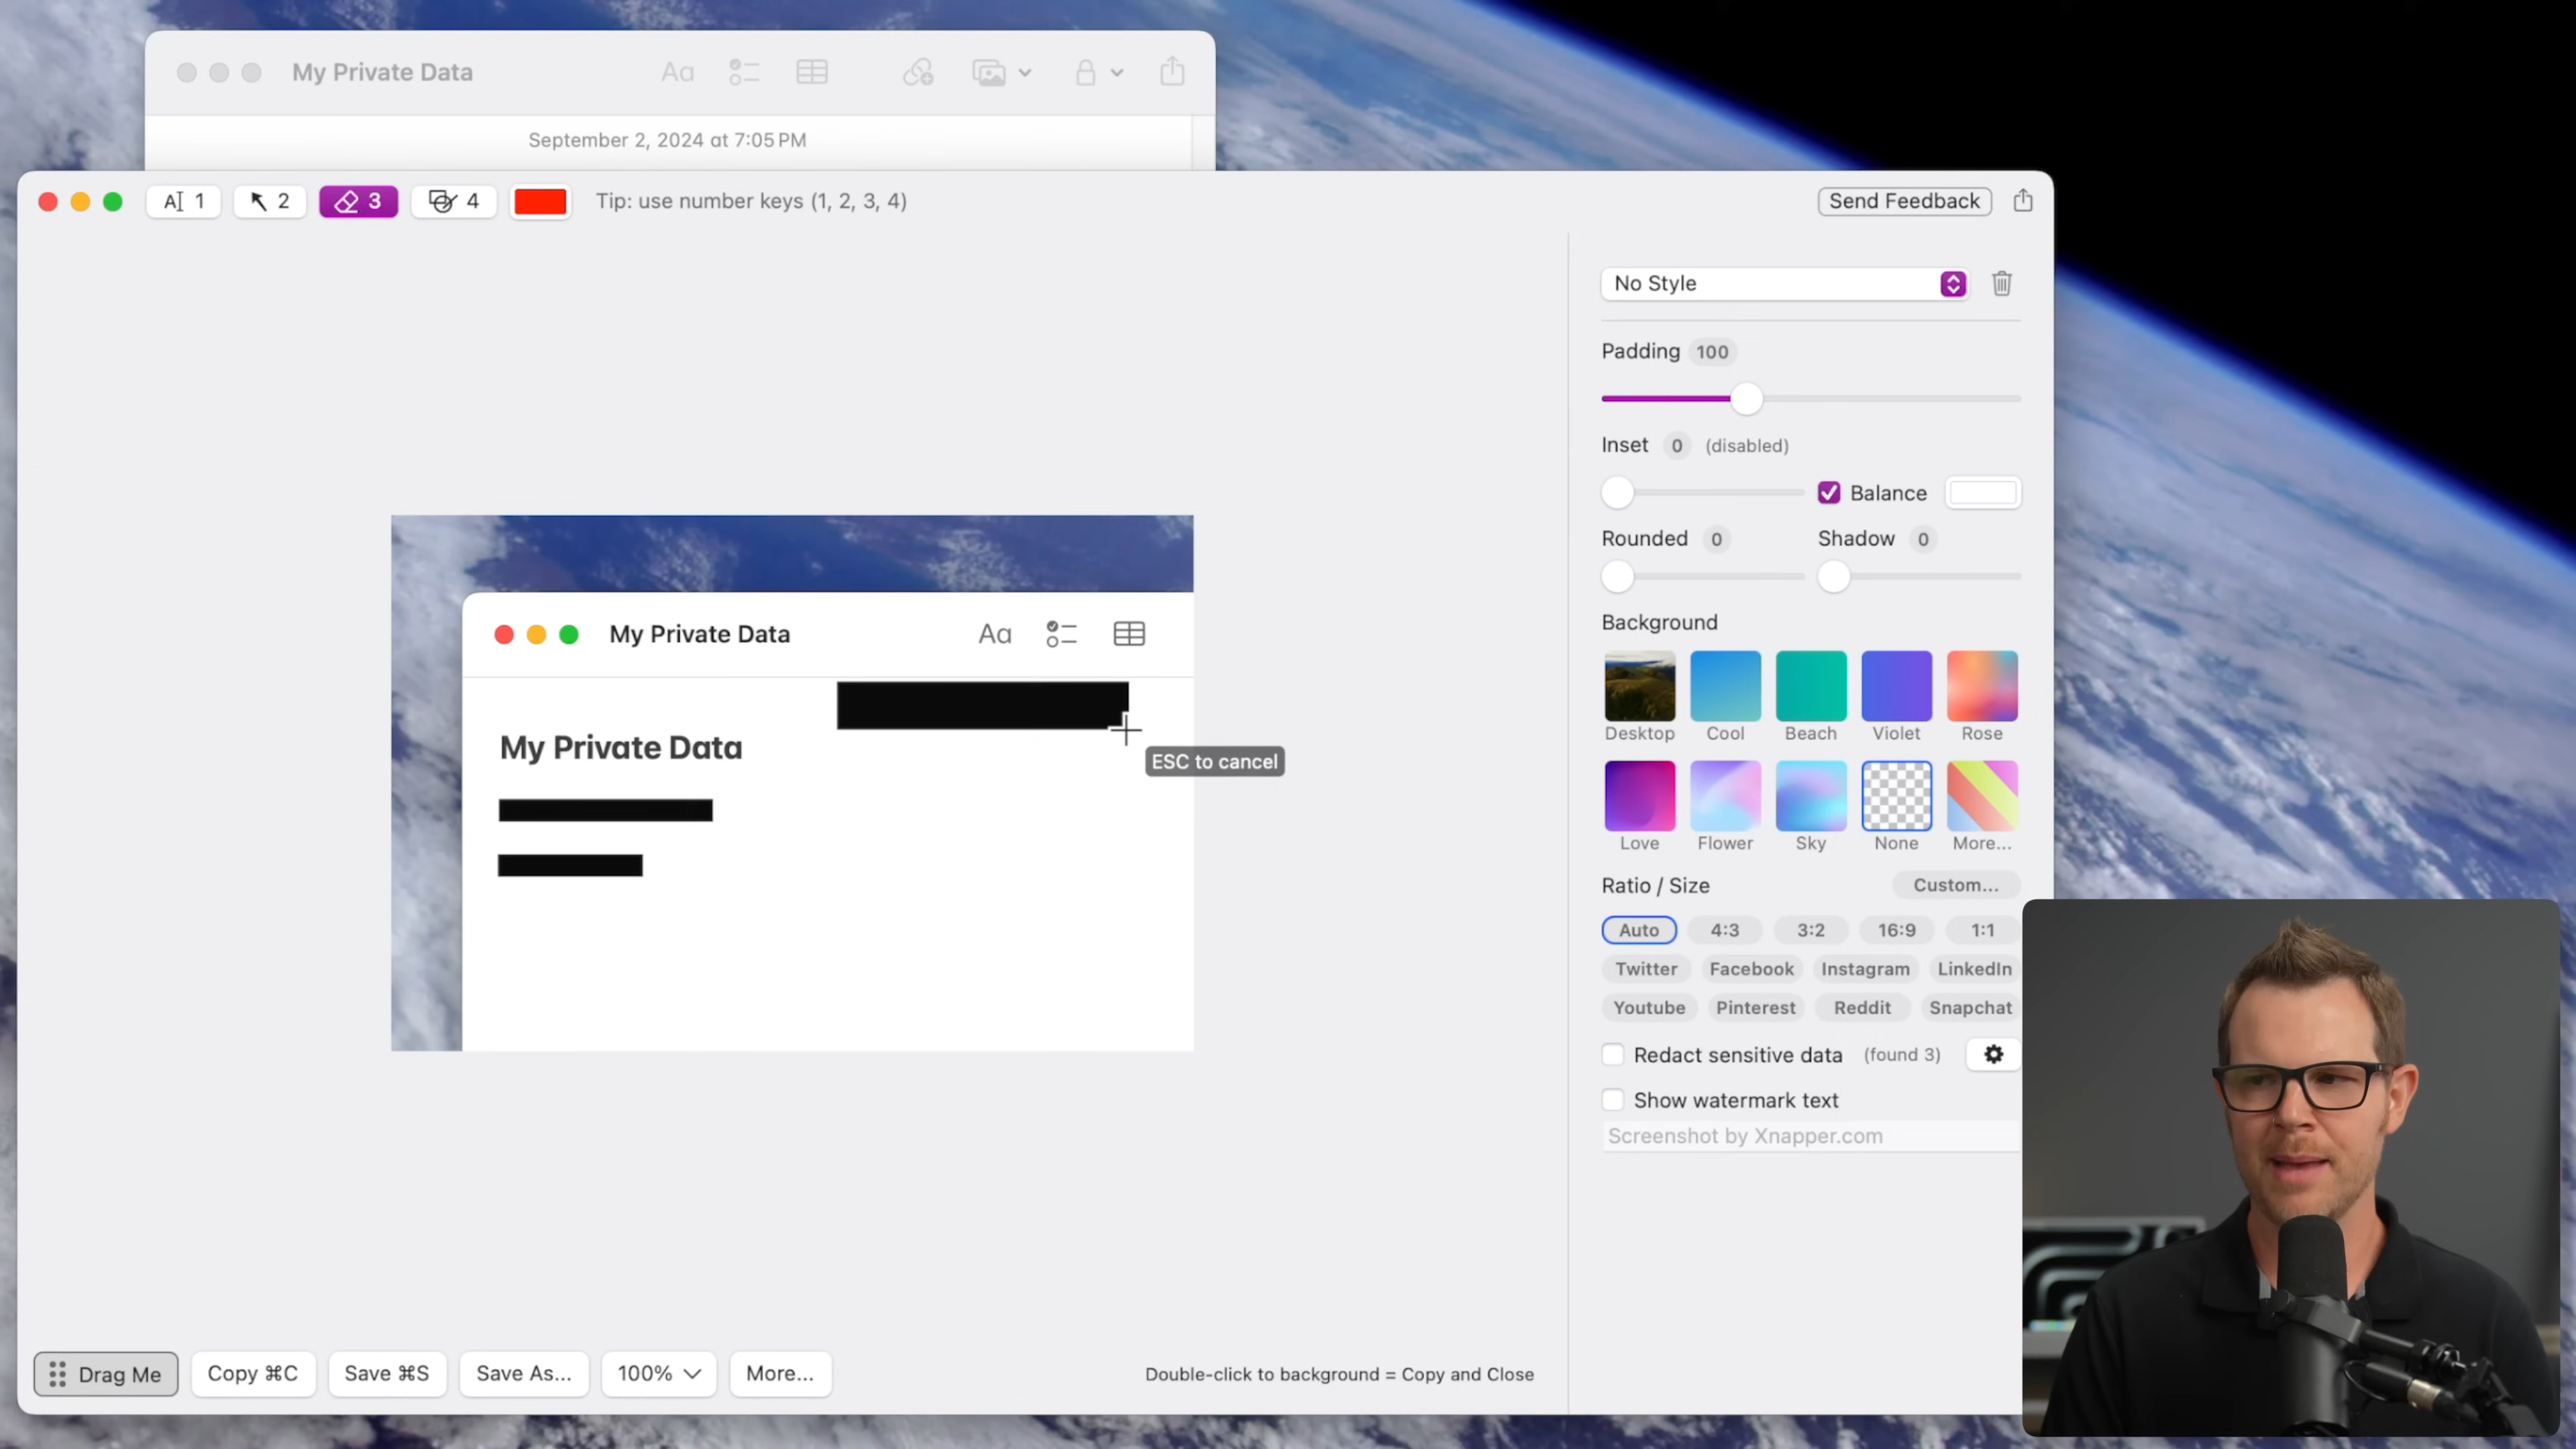 My Private Data
Aa
September 2, 2024 at 7:05 PM
A 1
2
3
4
Tip: use number keys (1, 2, 3, 4)
Send Feedback
No Style
Padding 100
Inset 0 (disabled)
Balance
Rounded 0
Shadow 0
Background
Desktop Cool Beach Violet Rose
Love Flower Sky None More...
Ratio / Size Custom...
Auto 4:3 3:2 16:9 1:1
Twitter Facebook Instagram LinkedIn
Youtube Pinterest Reddit Snapchat
Redact sensitive data (found 3)
Show watermark text
Screenshot by Xnapper.com
My Private Data
Aa
My Private Data
ESC to cancel
Drag Me
Copy ⌘C
Save ⌘S
Save As...
100%
More...
Double-click to background = Copy and Close